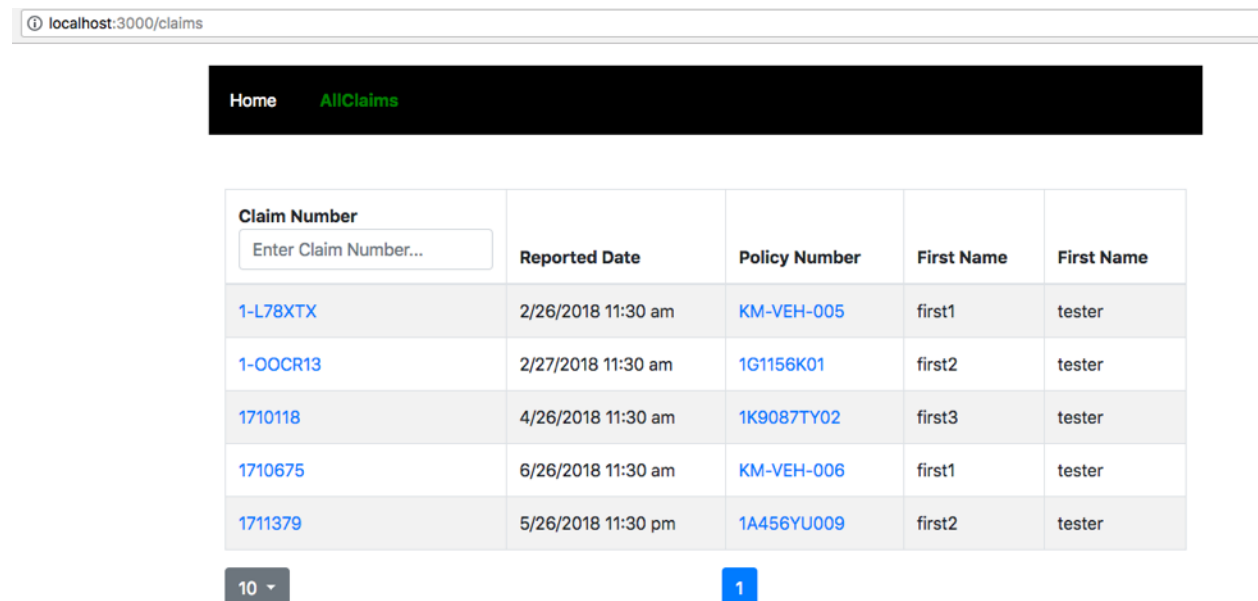 localhost:3000/claims
Home AllClaims
Claim Number
Enter Claim Number...
Reported Date Policy Number First Name First Name
1-L78XTX 2/26/2018 11:30 am KM-VEH-005 first1 tester
1-OOCR13 2/27/2018 11:30 am 1G1156K01 first2 tester
1710118 4/26/2018 11:30 am 1K9087TY02 first3 tester
1710675 6/26/2018 11:30 am KM-VEH-006 first1 tester
1711379 5/26/2018 11:30 pm 1A456YU009 first2 tester
10 1